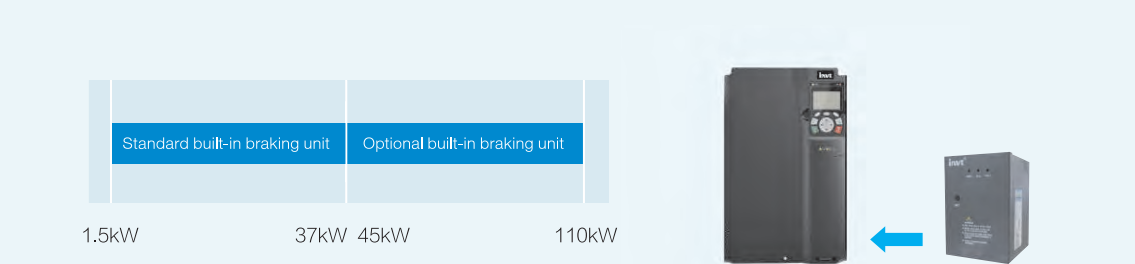 Standard built-in braking unit
Optional built-in braking unit
1.5kW
37kW
45kW
110kW
invt
invt